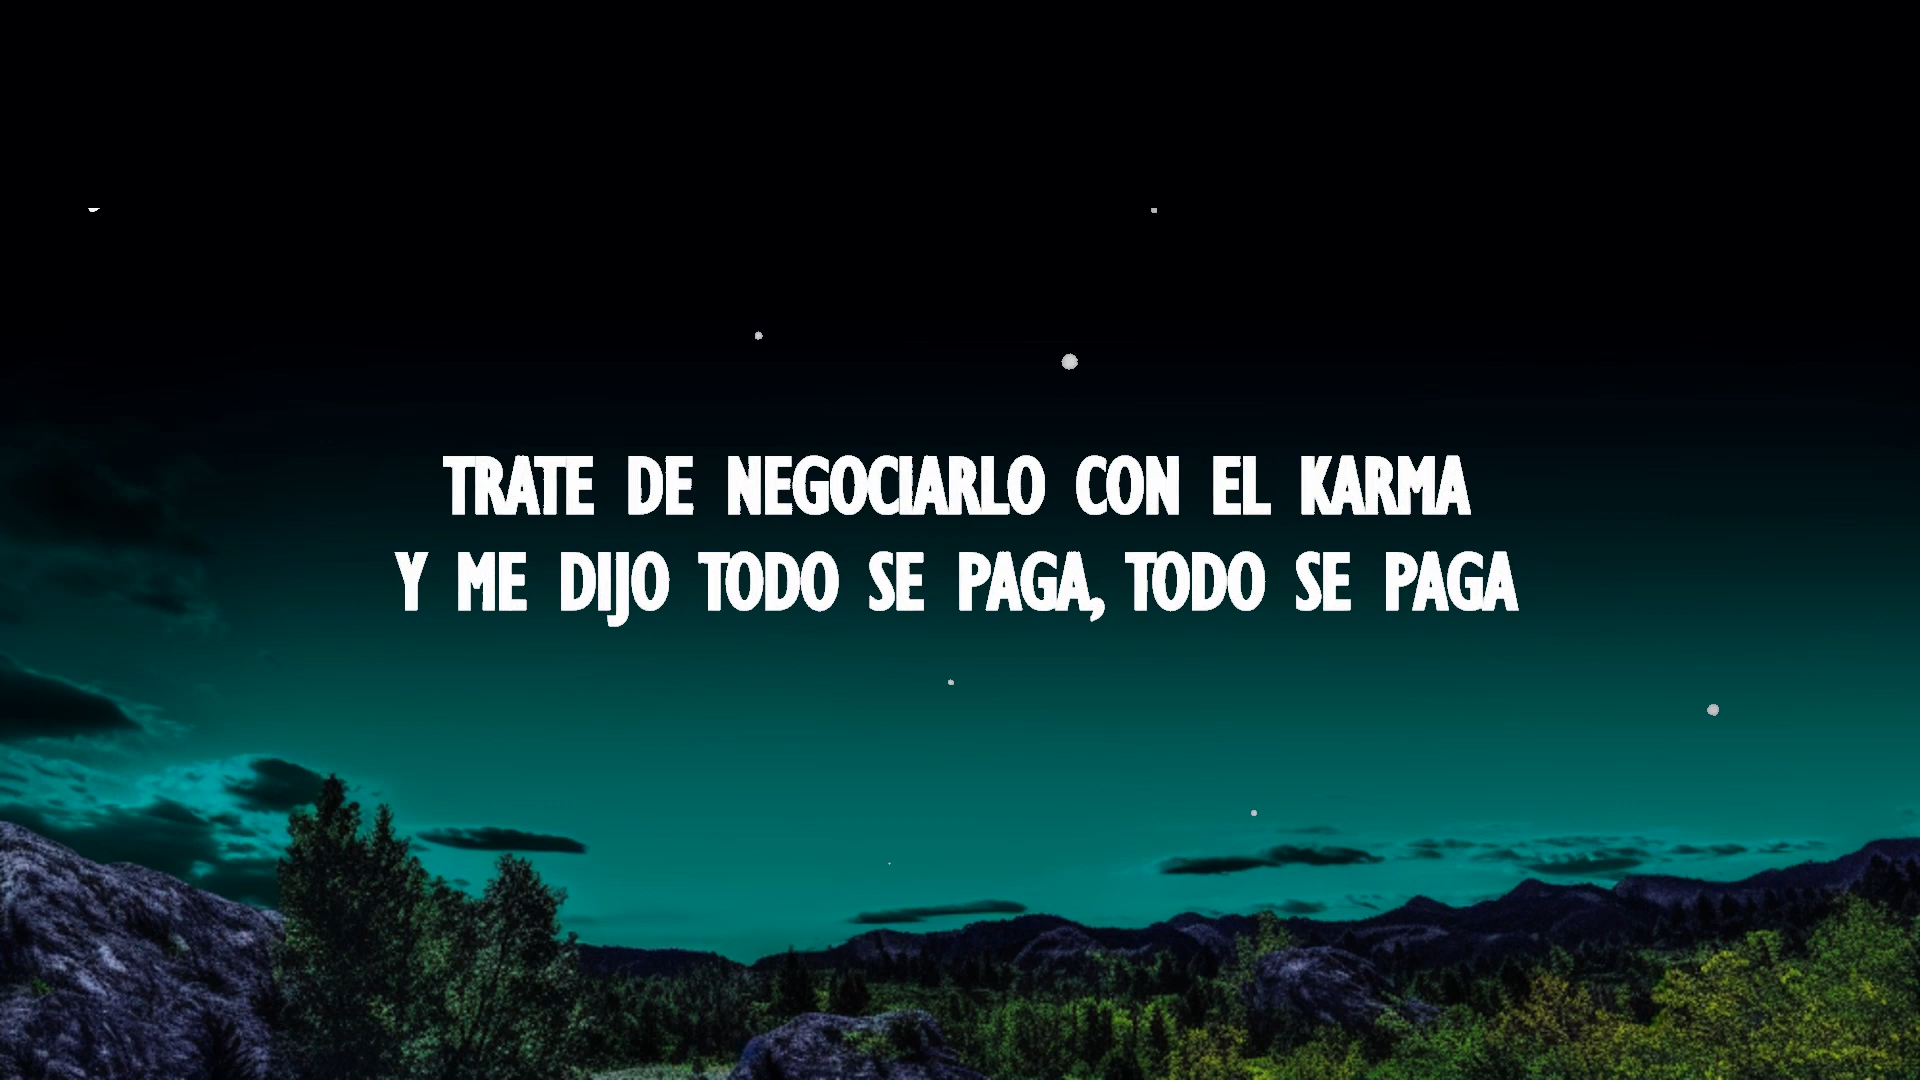 TRATE DE NEGOCIARLO CON EL KARMA
Y ME DIJO TODO SE PAGA, TODO SE PAGA